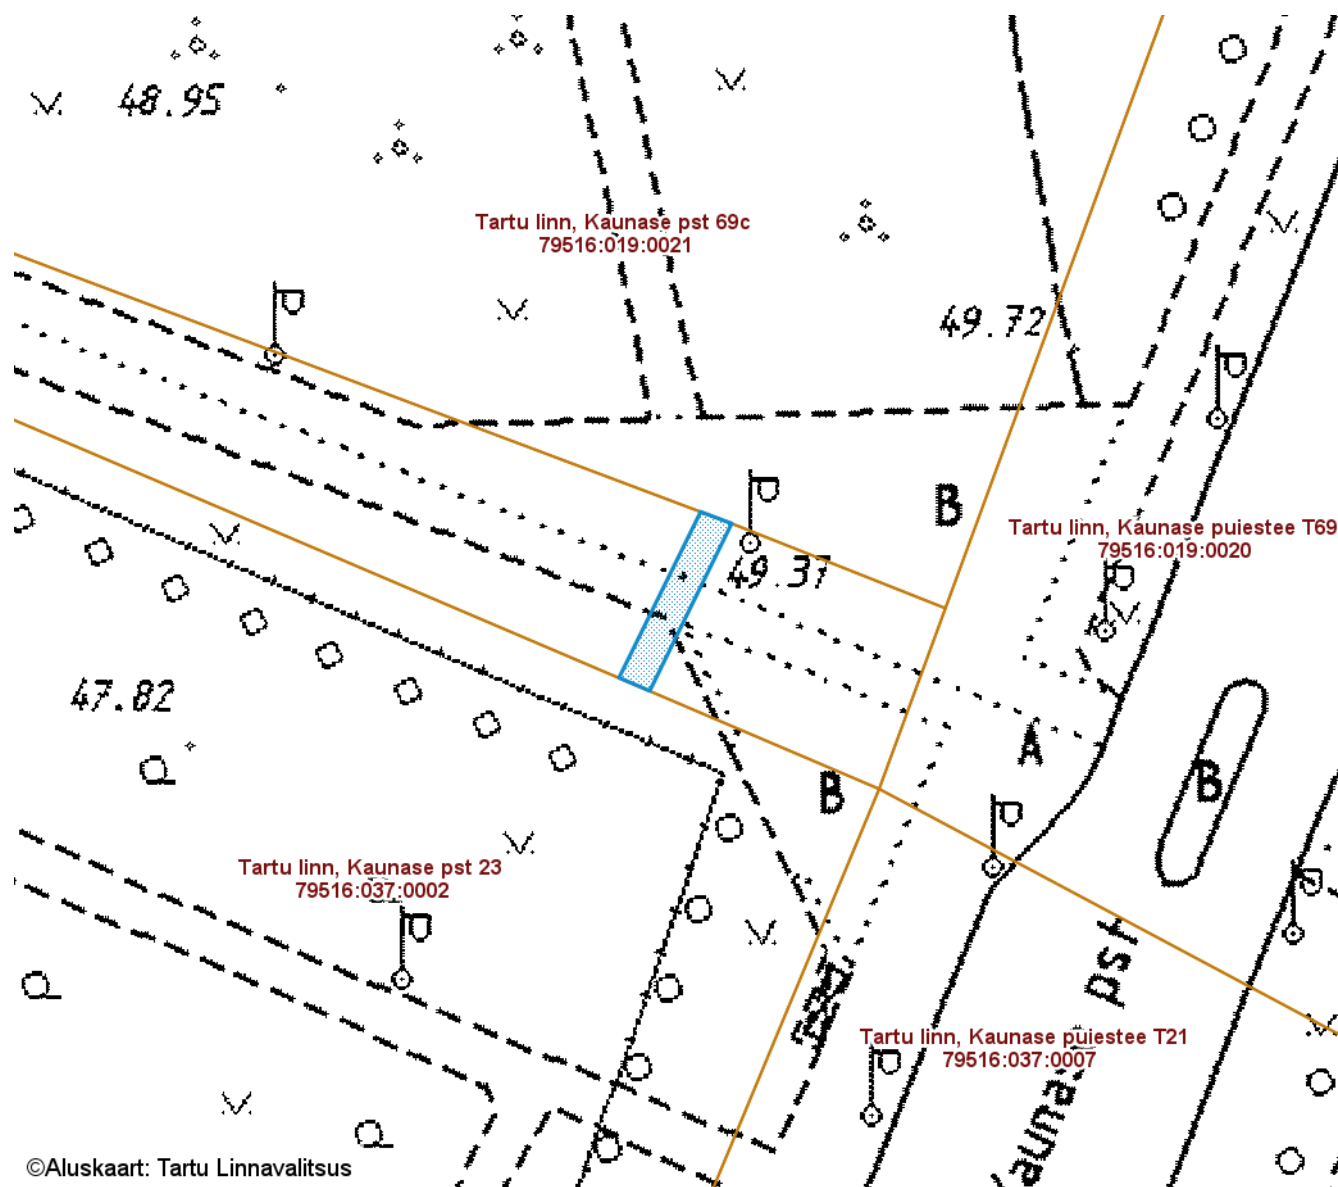 48.95
Tartu linn, Kaunase pst 69c
79516:019:0021
49.72
B
Tartu linn, Kaunase puiestee T69
79516:019:0020
49.37
47.82
A
B
B
Tartu linn, Kaunase pst 23
79516:037:0002
pst
Tartu linn, Kaunase puiestee T21
79516:037:0007
©Aluskaart: Tartu Linnavalitsus